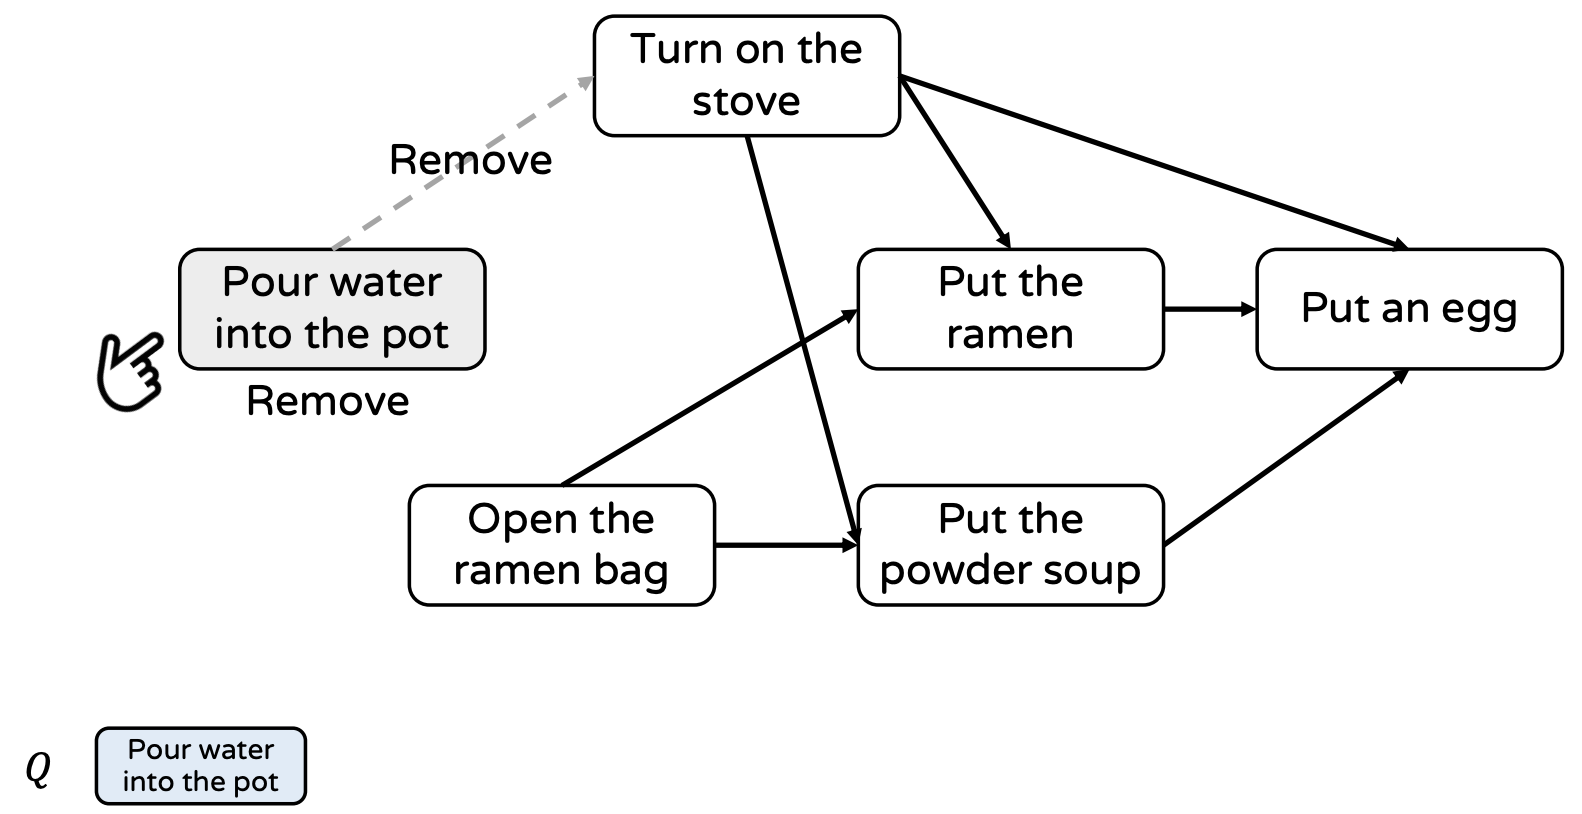 Turn on the
stove
Remove
Pour water
into the pot
Remove
Put the
ramen
Put an egg
Open the
ramen bag
Put the
powder soup
Q
Pour water
into the pot